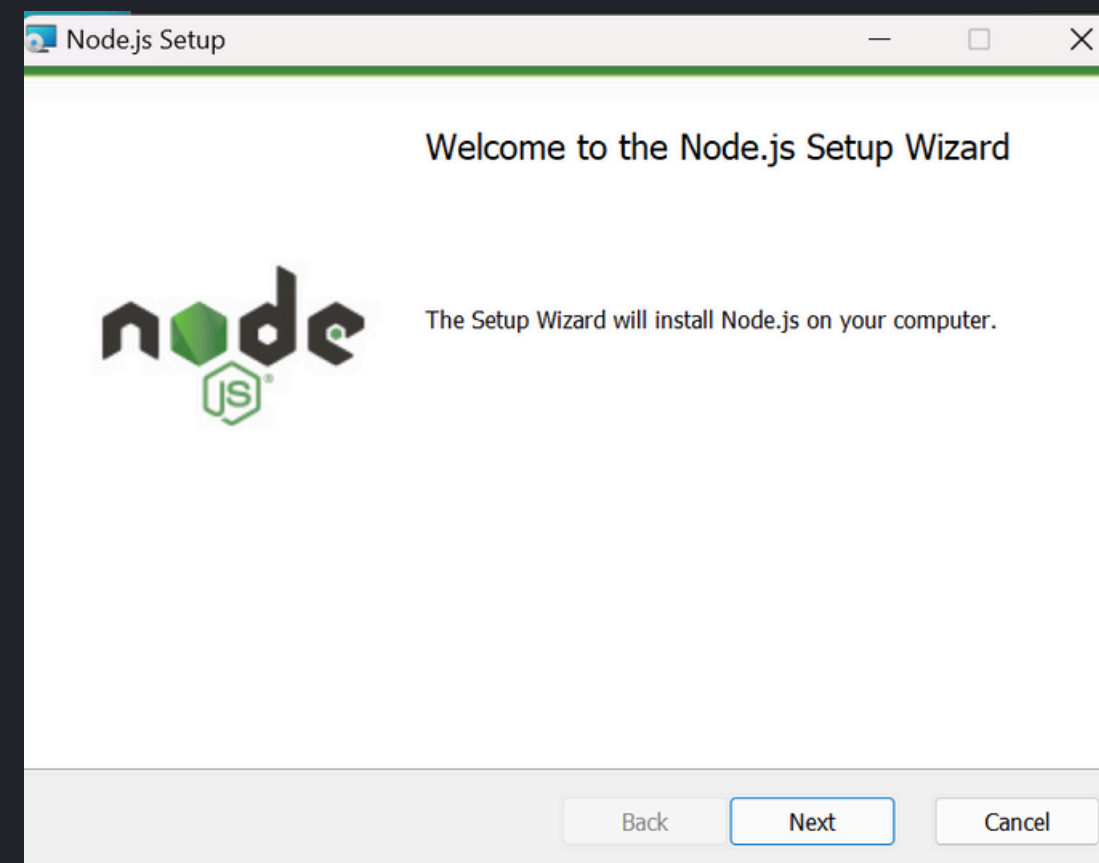 Node.js Setup
Welcome to the Node.js Setup Wizard
node
JS®
The Setup Wizard will install Node.js on your computer.
Back Next Cancel